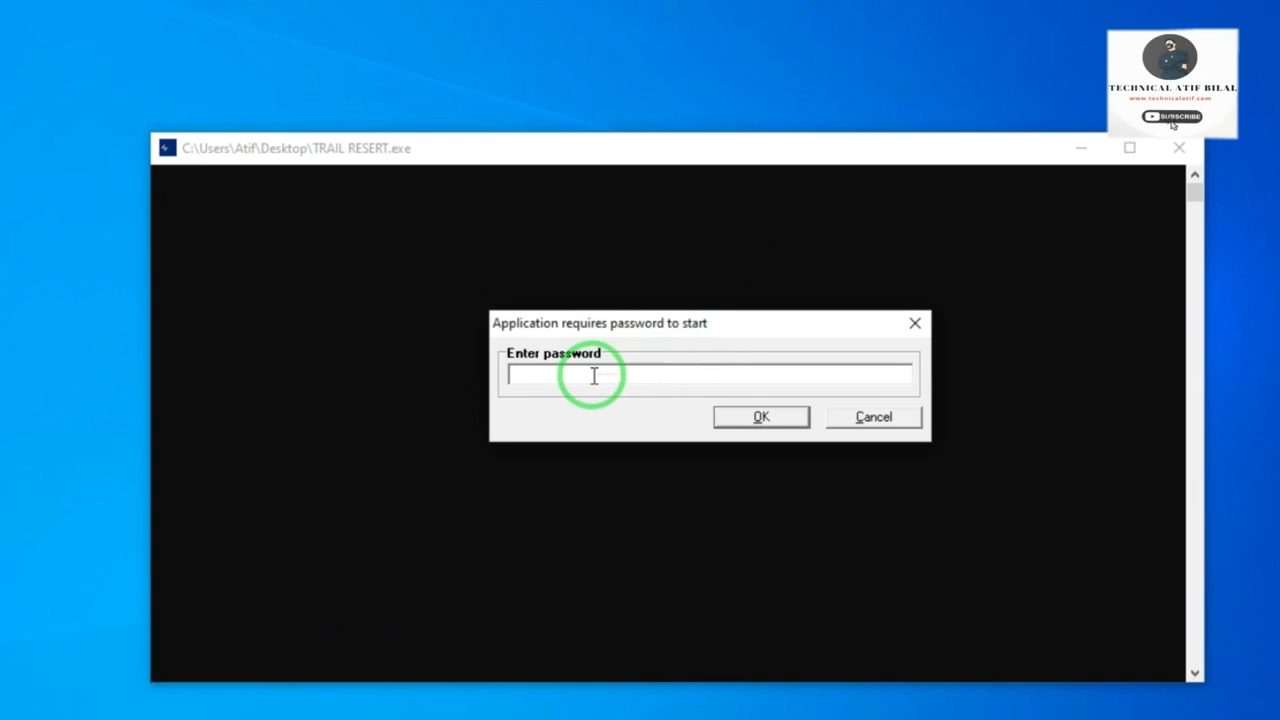 TECHNICAL ATIF BILAL
www.technicalatif.com
SUBSCRIBE
C:\Users\Atif\Desktop\TRAIL RESERT.exe
Application requires password to start
Enter password
OK
Cancel